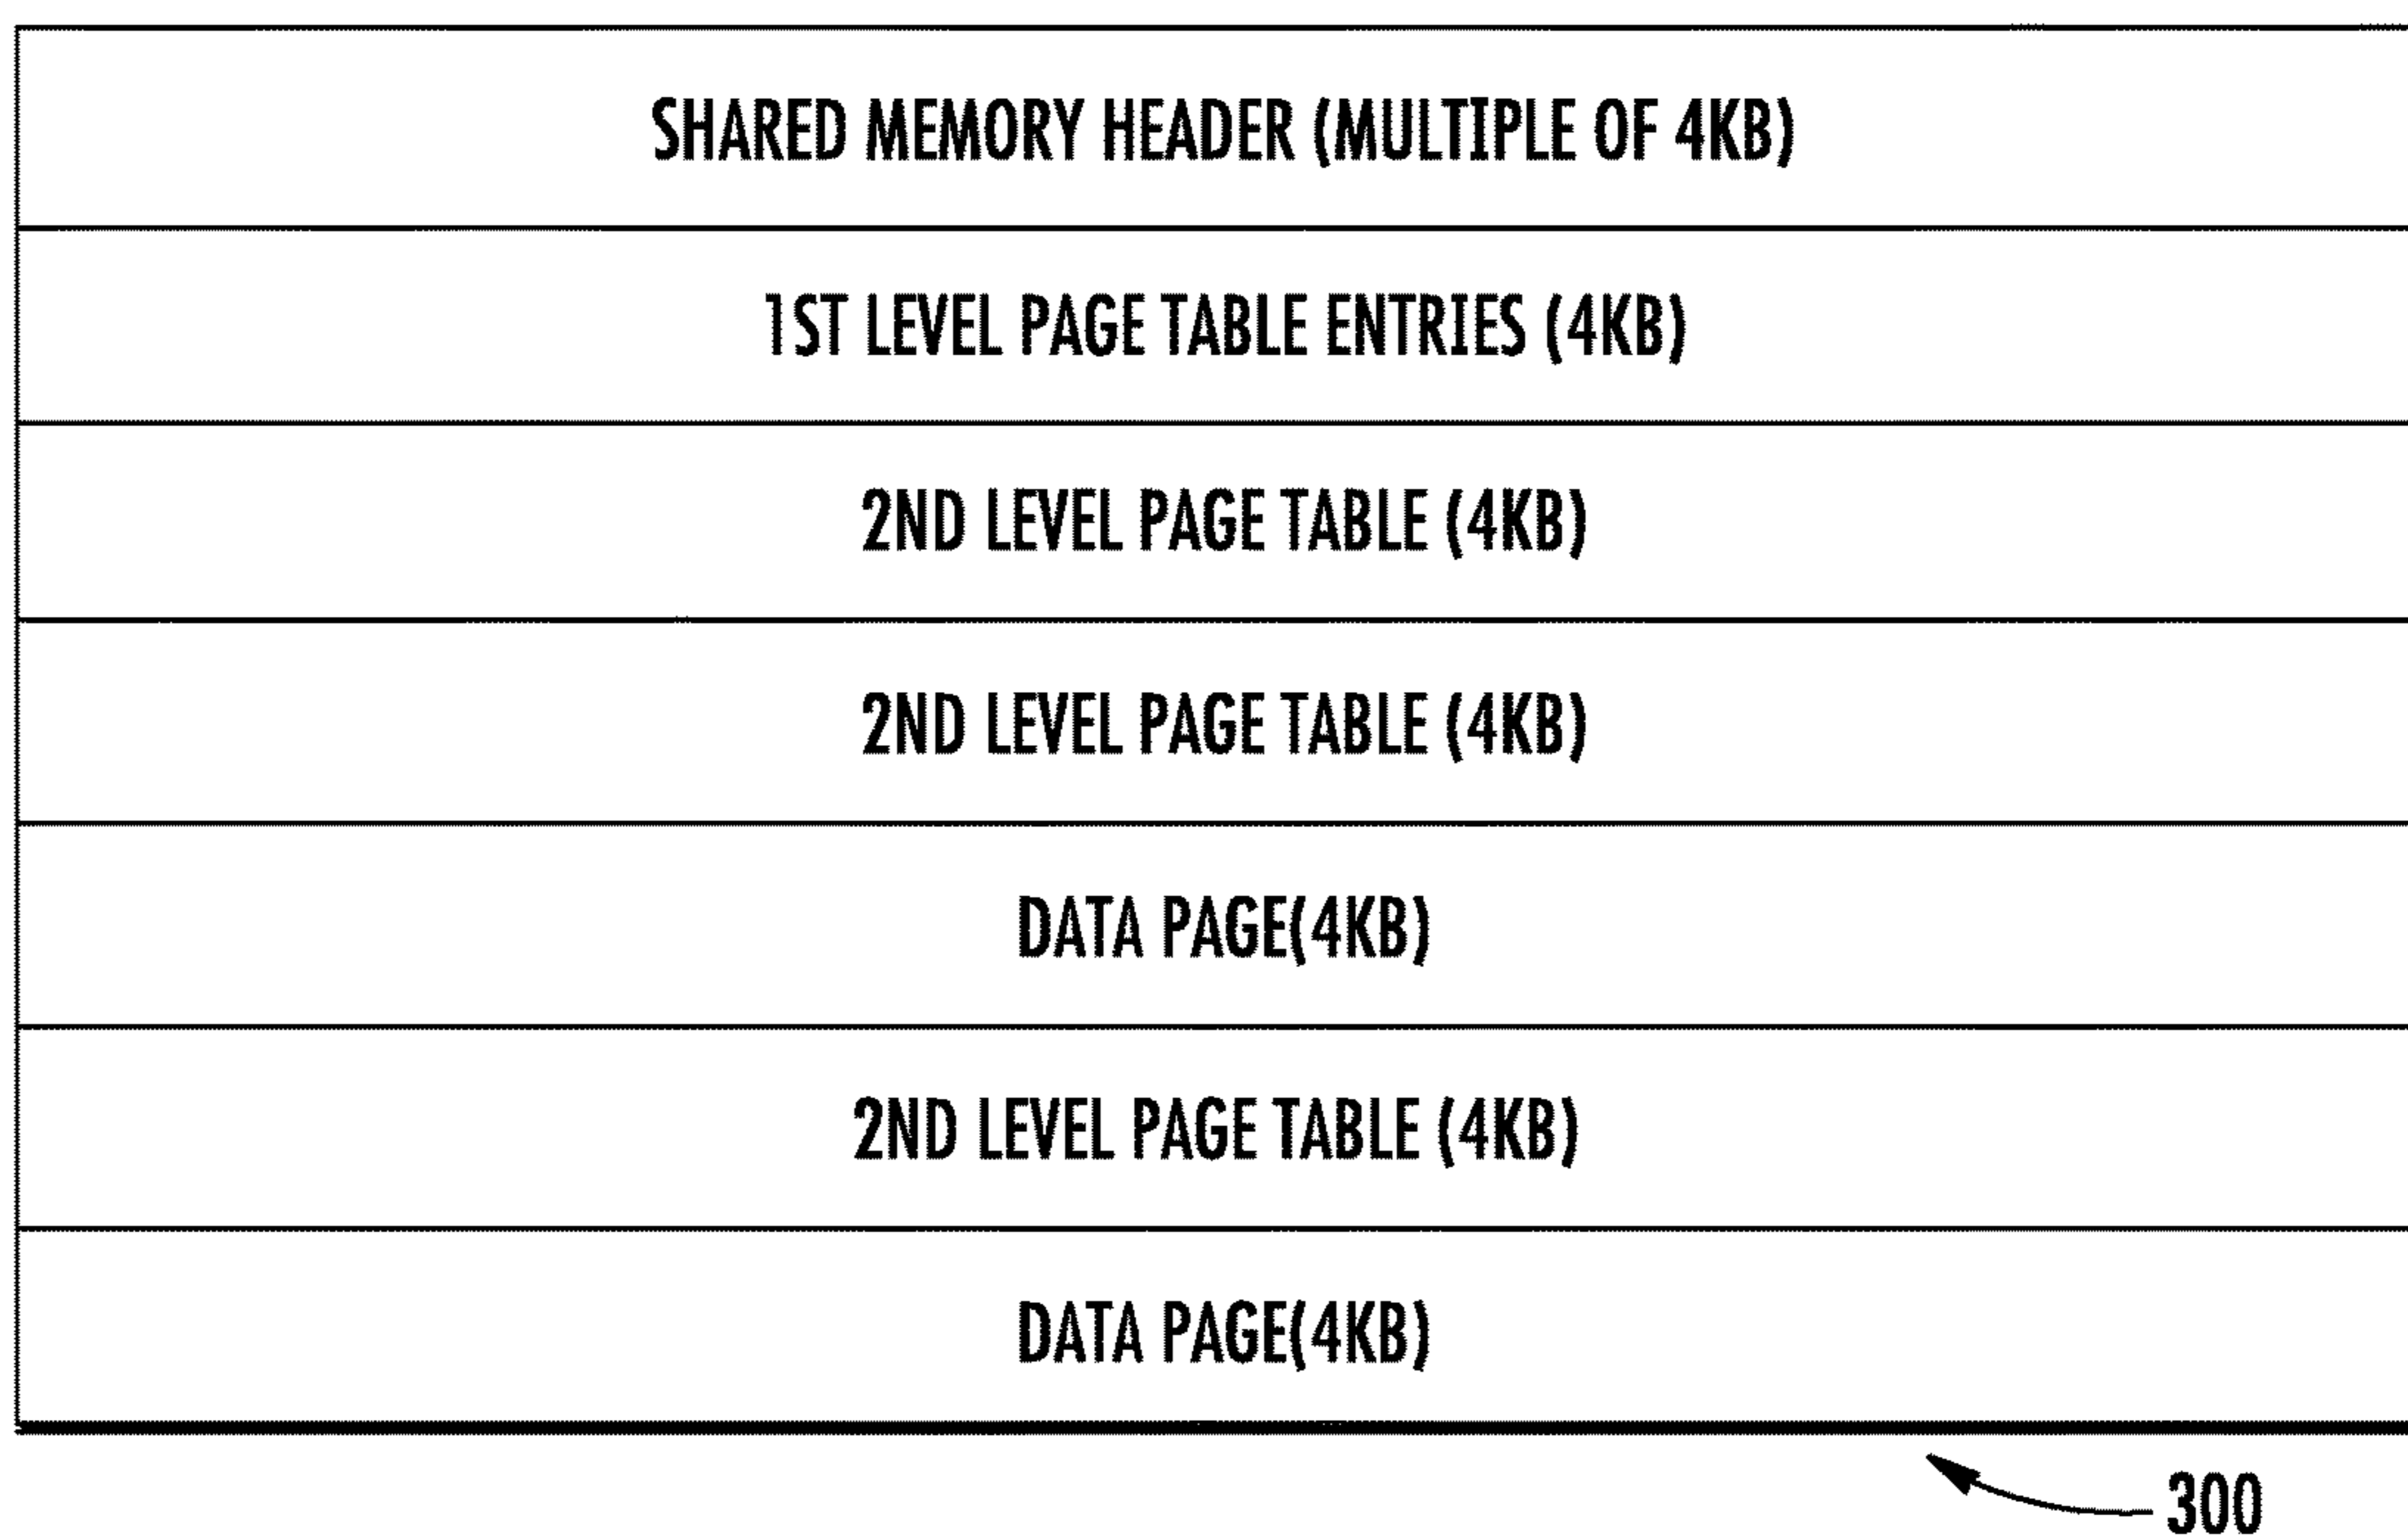 SHARED MEMORY HEADER (MULTIPLE OF 4KB)
1ST LEVEL PAGE TABLE ENTRIES (4KB)
2ND LEVEL PAGE TABLE (4KB)
2ND LEVEL PAGE TABLE (4KB)
DATA PAGE(4KB)
2ND LEVEL PAGE TABLE (4KB)
DATA PAGE(4KB)
300